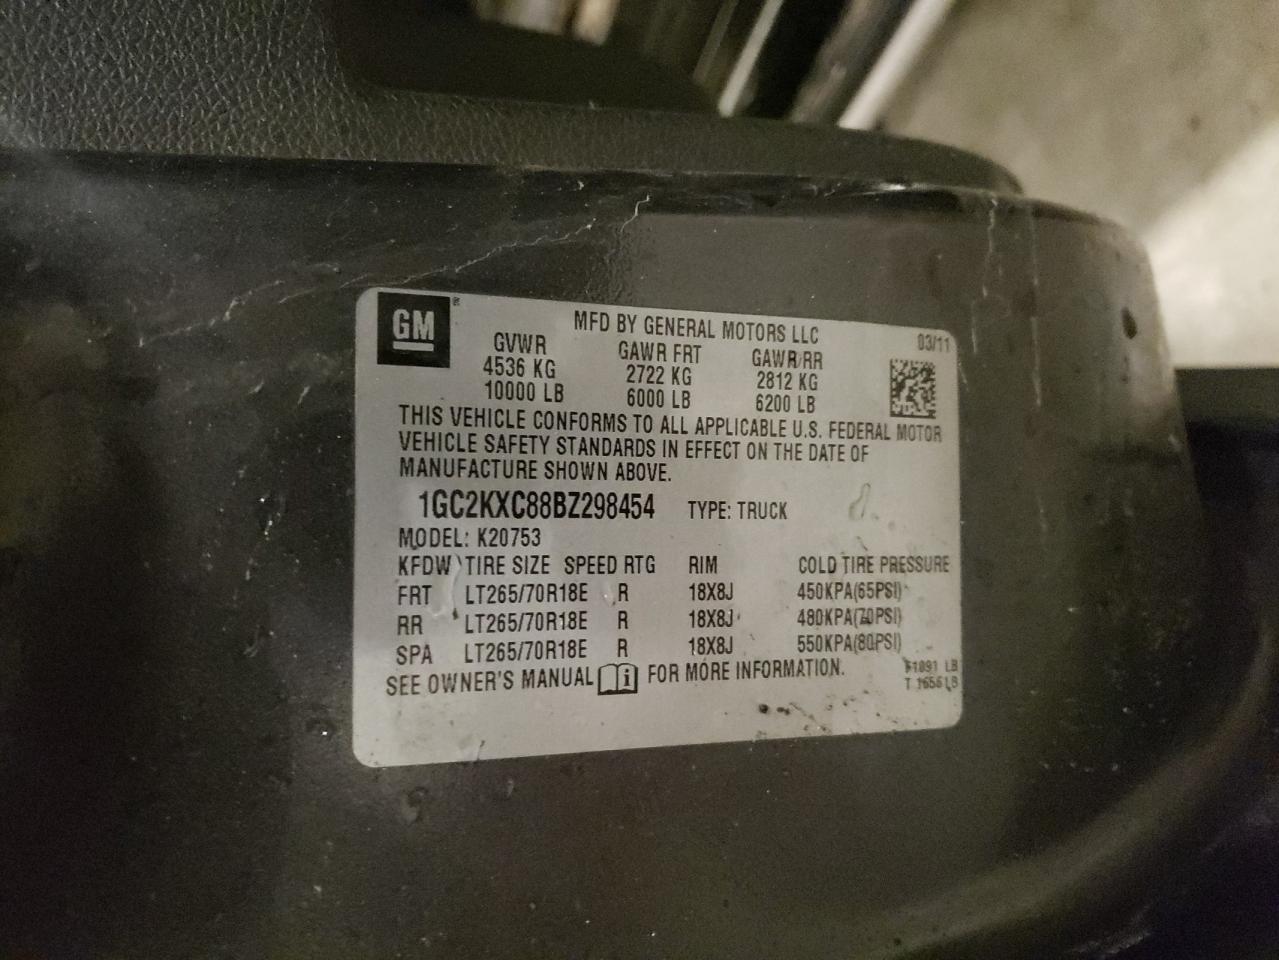 GM ®
MFD BY GENERAL MOTORS LLC 03/11
GVWR GAWR FRT GAWR RR
4536 KG 2722 KG 2812 KG
10000 LB 6000 LB 6200 LB
THIS VEHICLE CONFORMS TO ALL APPLICABLE U.S. FEDERAL MOTOR
VEHICLE SAFETY STANDARDS IN EFFECT ON THE DATE OF
MANUFACTURE SHOWN ABOVE.
1GC2KXC88BZ298454 TYPE: TRUCK
MODEL: K20753
KFDW TIRE SIZE SPEED RTG RIM COLD TIRE PRESSURE
FRT LT265/70R18E R 18X8J 450KPA(65PSI)
RR LT265/70R18E R 18X8J 480KPA(70PSI)
SPA LT265/70R18E R 18X8J 550KPA(80PSI)
SEE OWNER'S MANUAL i FOR MORE INFORMATION.
LB
T LB